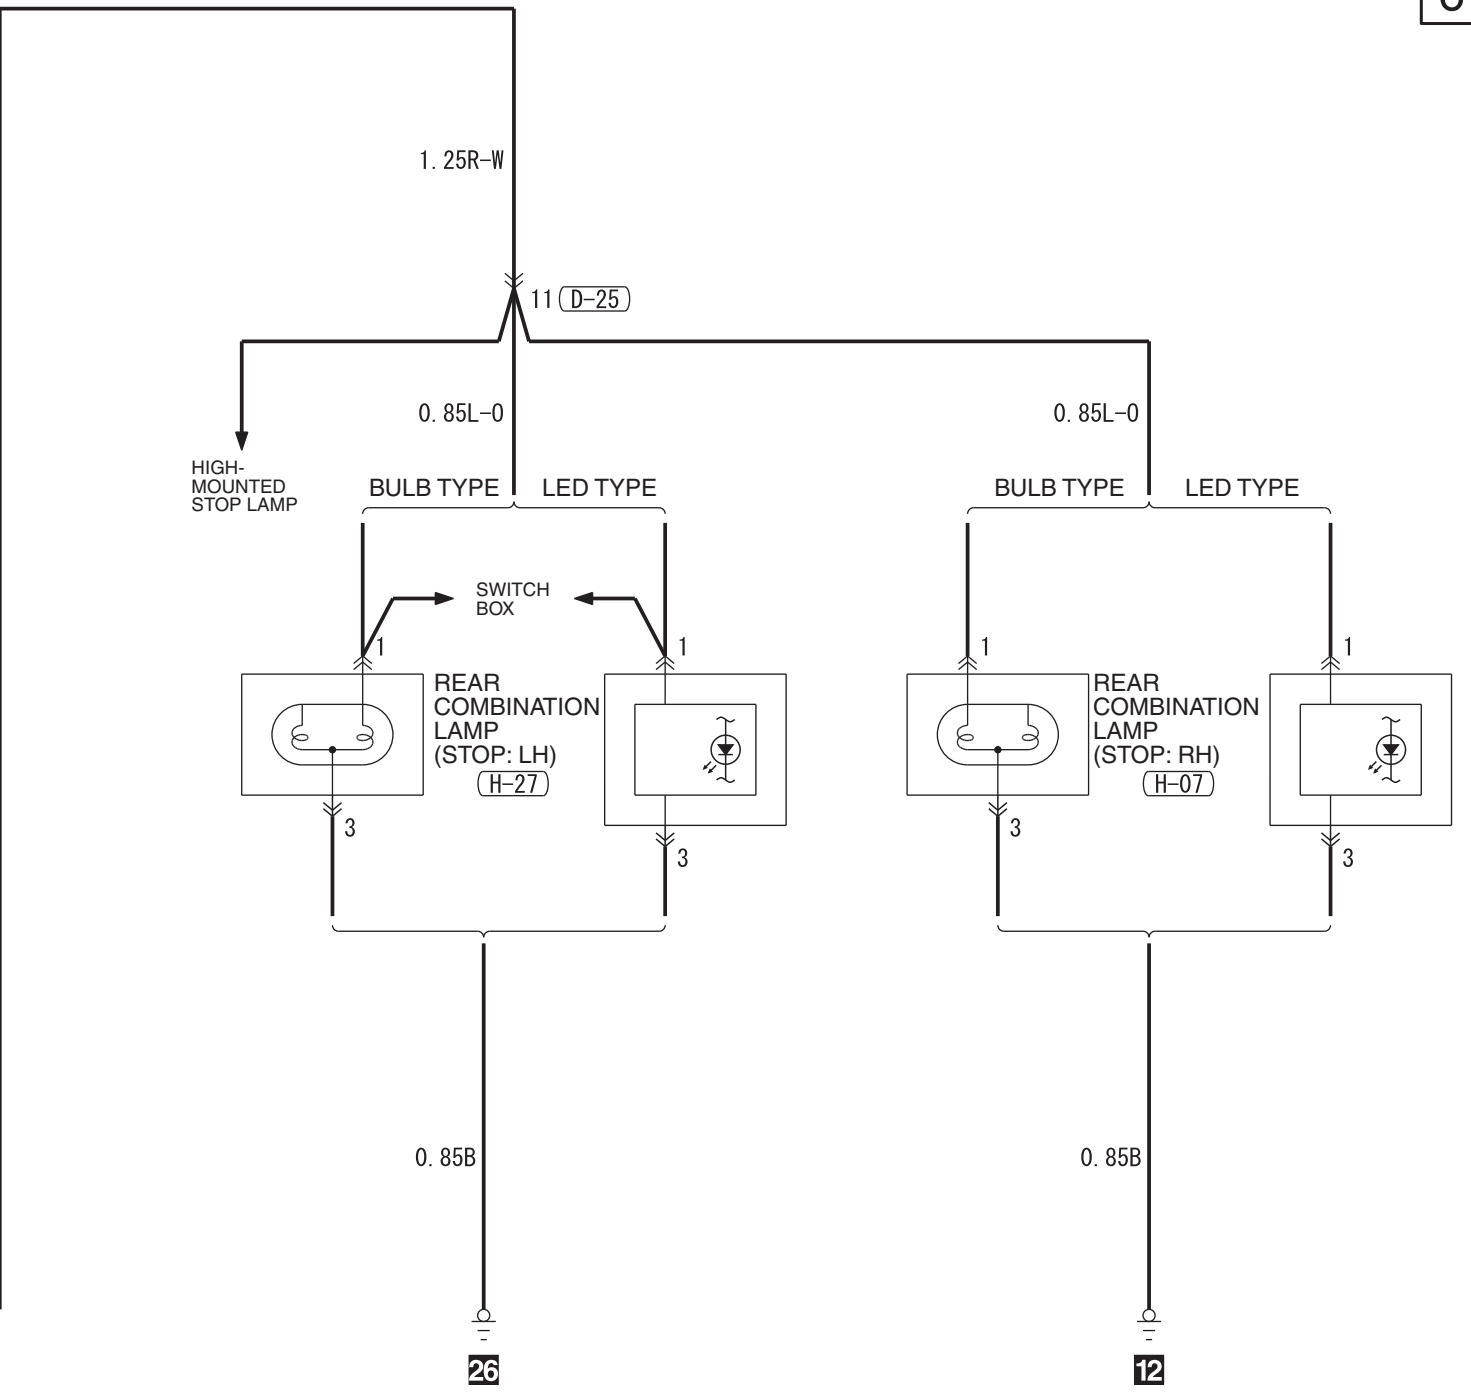 1.25R-W
11 D-25
0.85L-O
0.85L-O
HIGH-
MOUNTED
STOP LAMP
BULB TYPE
LED TYPE
BULB TYPE
LED TYPE
SWITCH
BOX
1
1
1
1
REAR
COMBINATION
LAMP
(STOP: LH)
H-27
REAR
COMBINATION
LAMP
(STOP: RH)
H-07
3
3
3
3
0.85B
0.85B
26
12